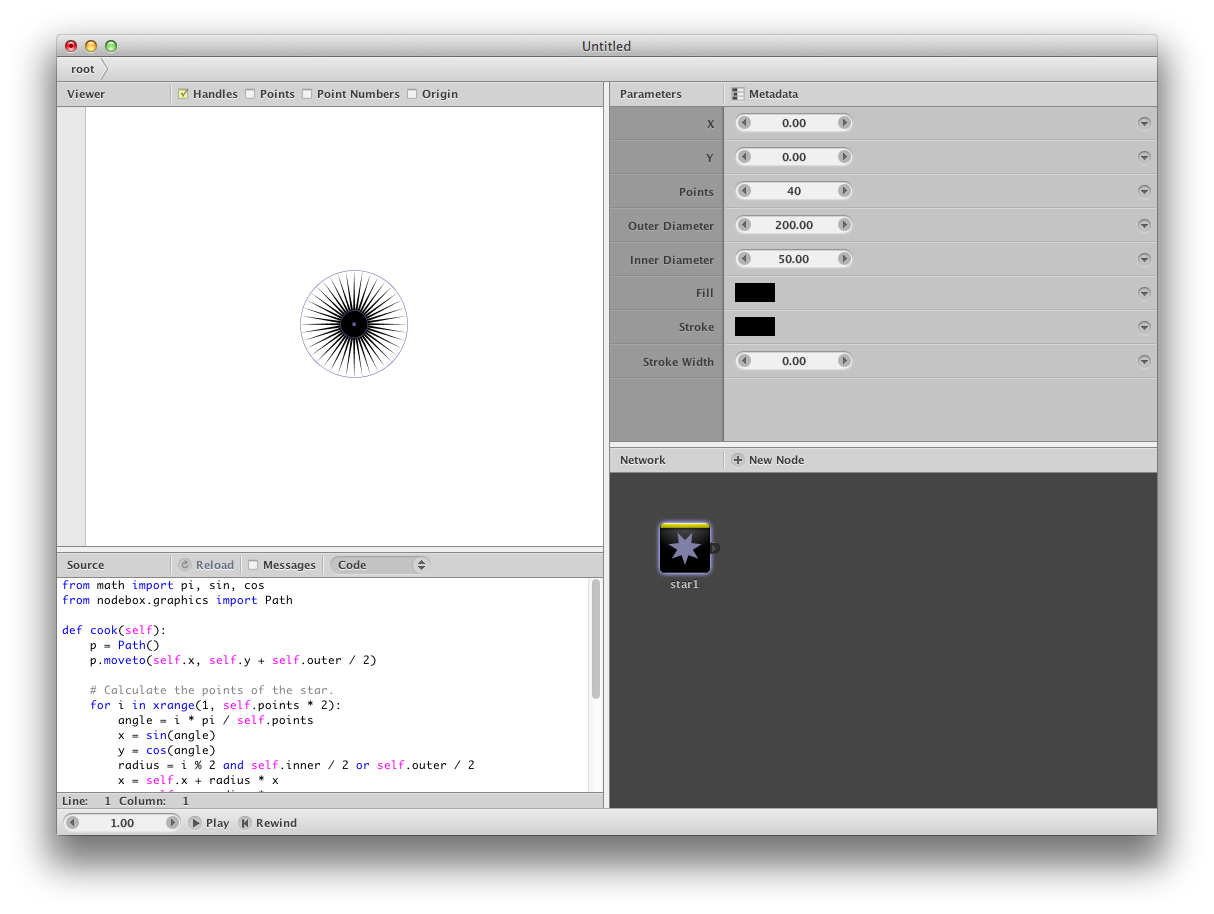 Untitled
root
Viewer Handles Points Point Numbers Origin
Parameters Metadata
X 0.00
Y 0.00
Points 40
Outer Diameter 200.00
Inner Diameter 50.00
Fill
Stroke
Stroke Width 0.00
Network New Node
star1
Source Reload Messages Code
from math import pi, sin, cos
from nodebox.graphics import Path
def cook(self):
    p = Path()
    p.moveto(self.x, self.y + self.outer / 2)
    # Calculate the points of the star.
    for i in xrange(1, self.points * 2):
        angle = i * pi / self.points
        x = sin(angle)
        y = cos(angle)
        radius = i % 2 and self.inner / 2 or self.outer / 2
        x = self.x + radius * x
Line: 1 Column: 1
1.00 Play Rewind